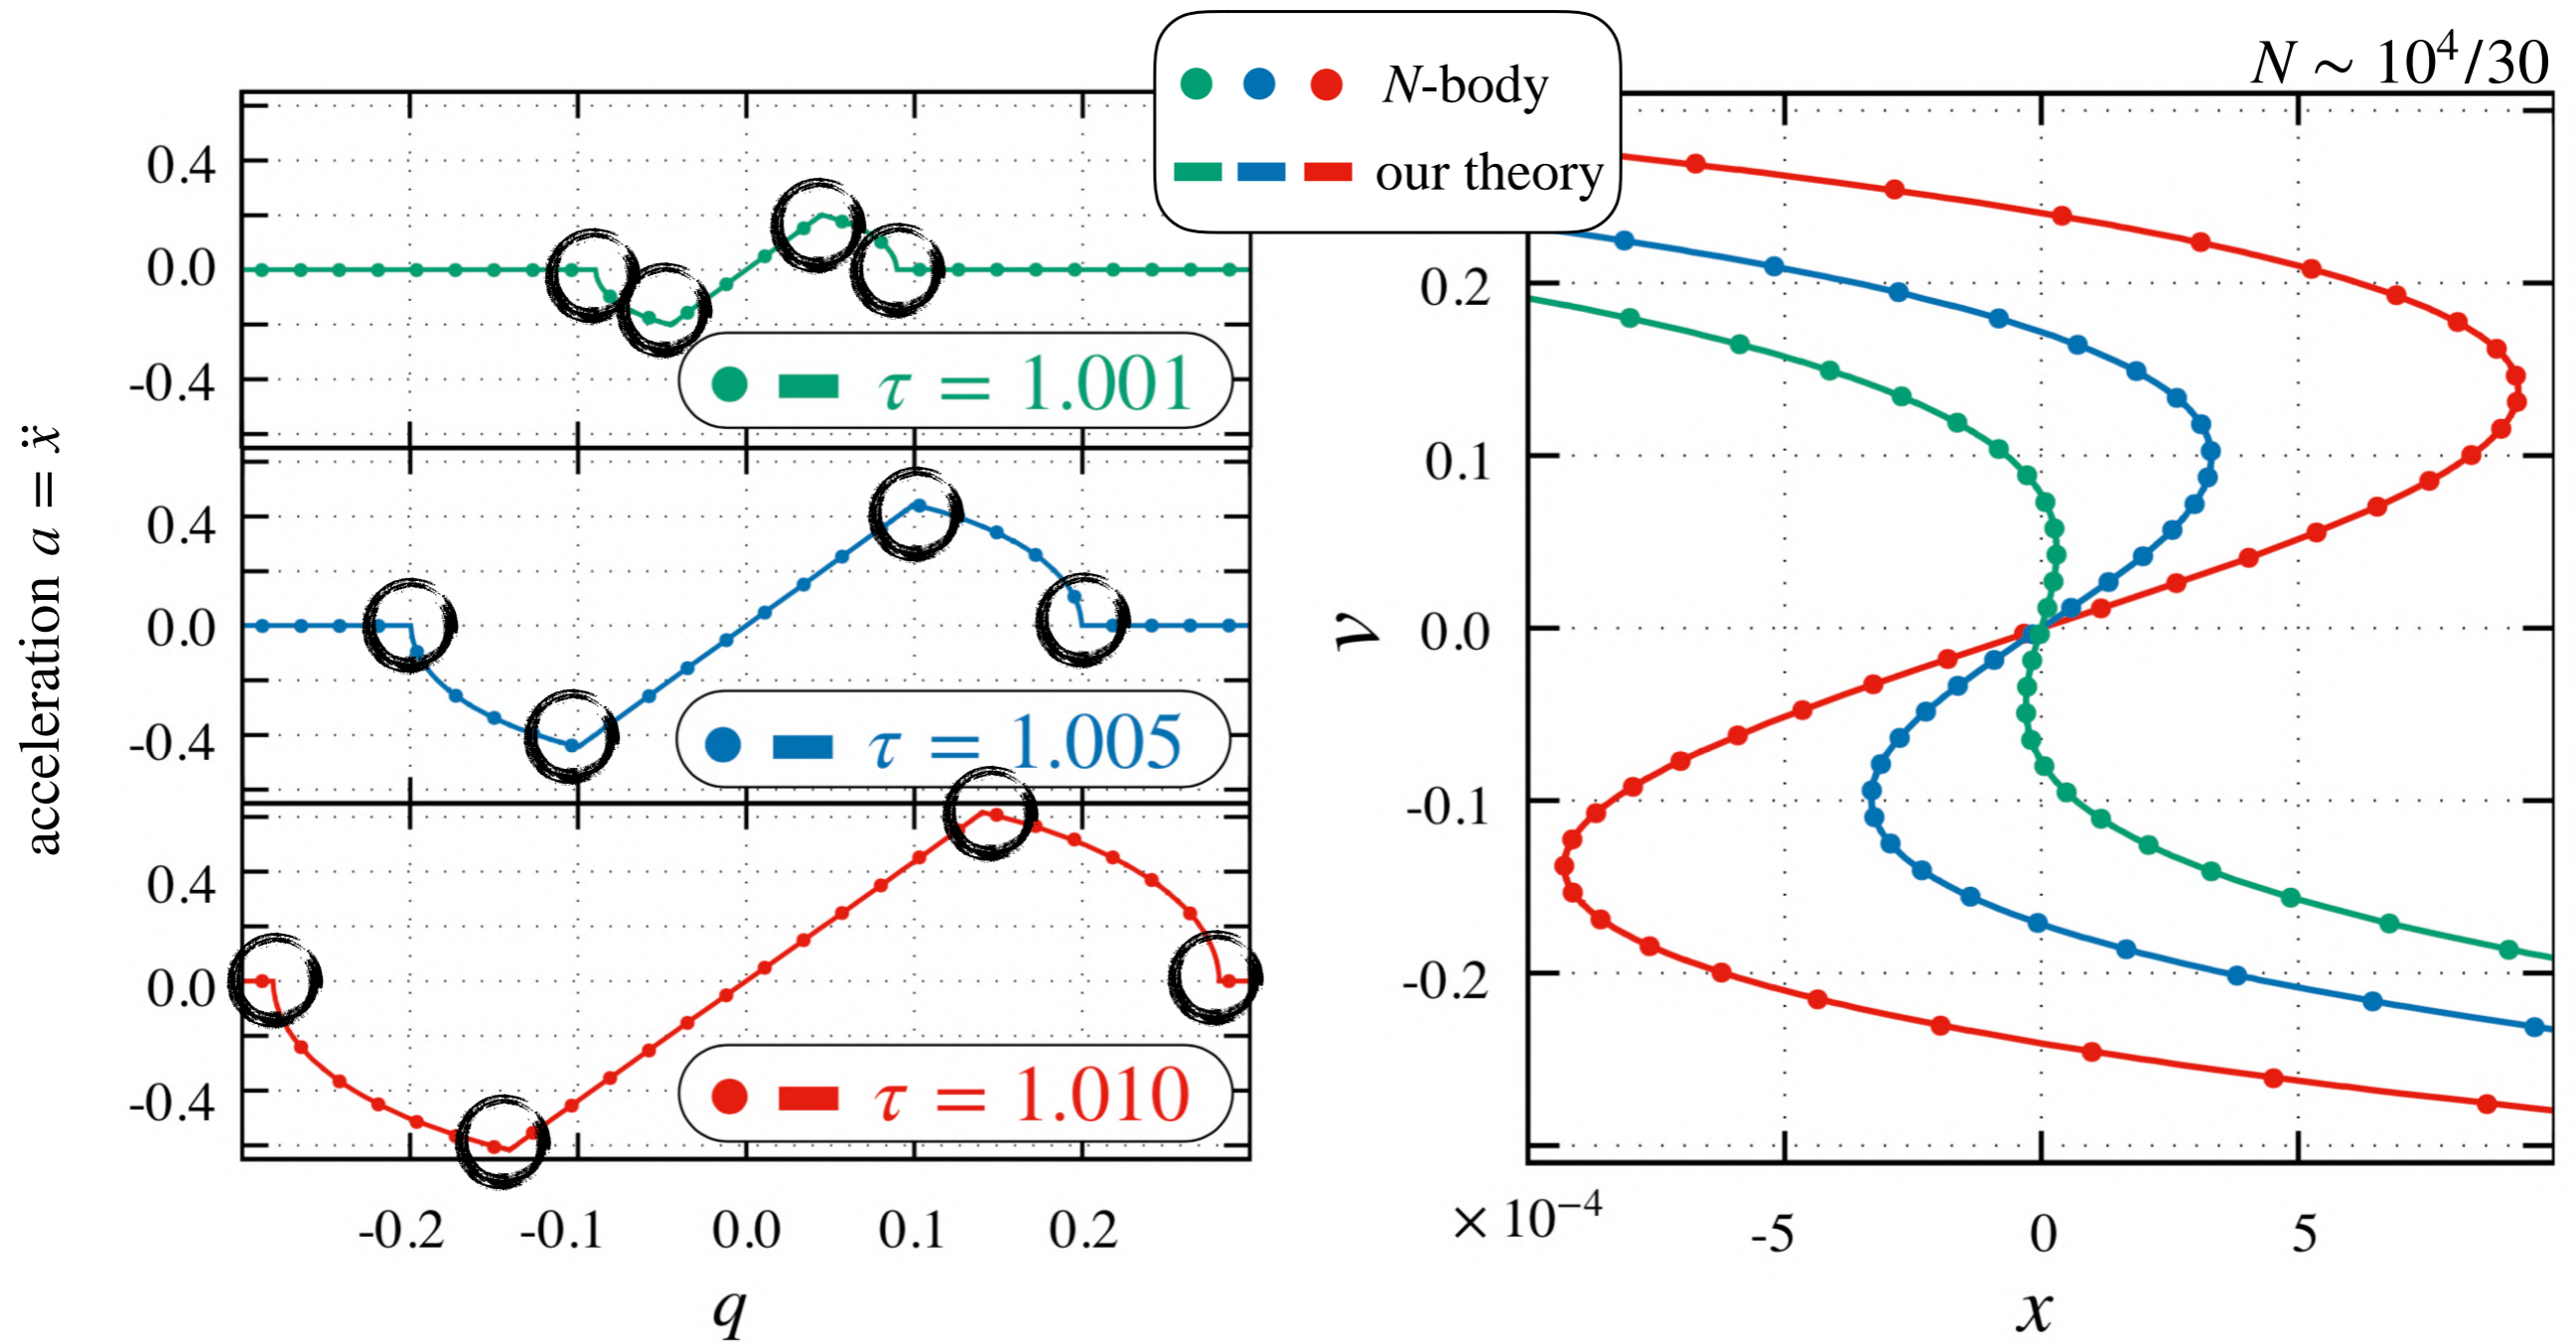 N ~ 10⁴/30
N-body
our theory
acceleration a = ẍ
0.4
0.0
-0.4
τ = 1.001
0.4
0.0
-0.4
τ = 1.005
0.4
0.0
-0.4
τ = 1.010
-0.2 -0.1 0.0 0.1 0.2
q
v
0.2
0.1
0.0
-0.1
-0.2
×10⁻⁴ -5 0 5
x